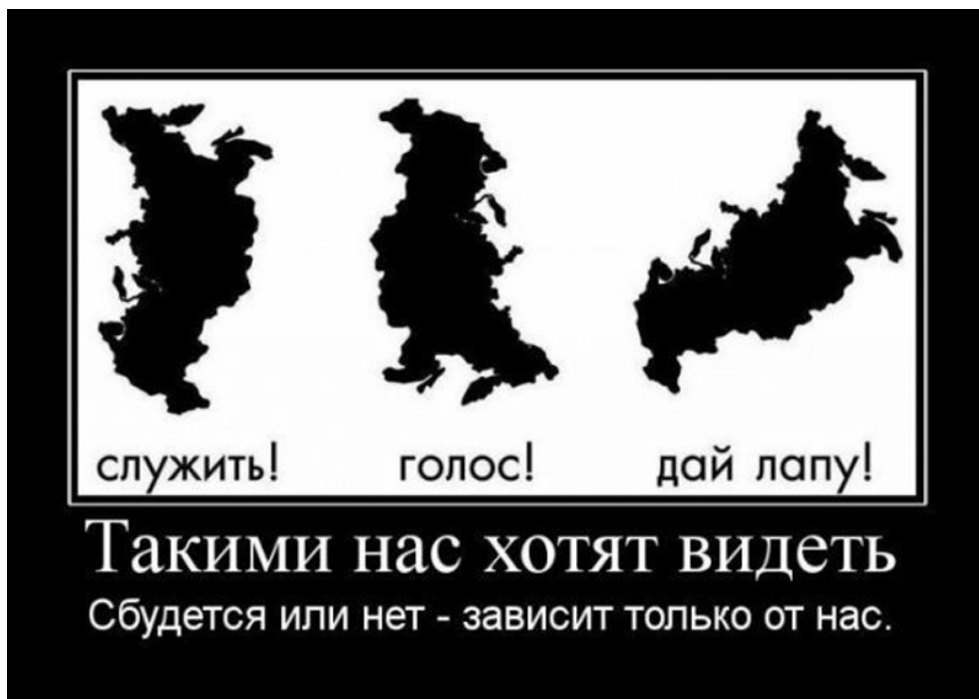 служить! голос! дай лапу!
Такими нас хотят видеть
Сбудется или нет - зависит только от нас.